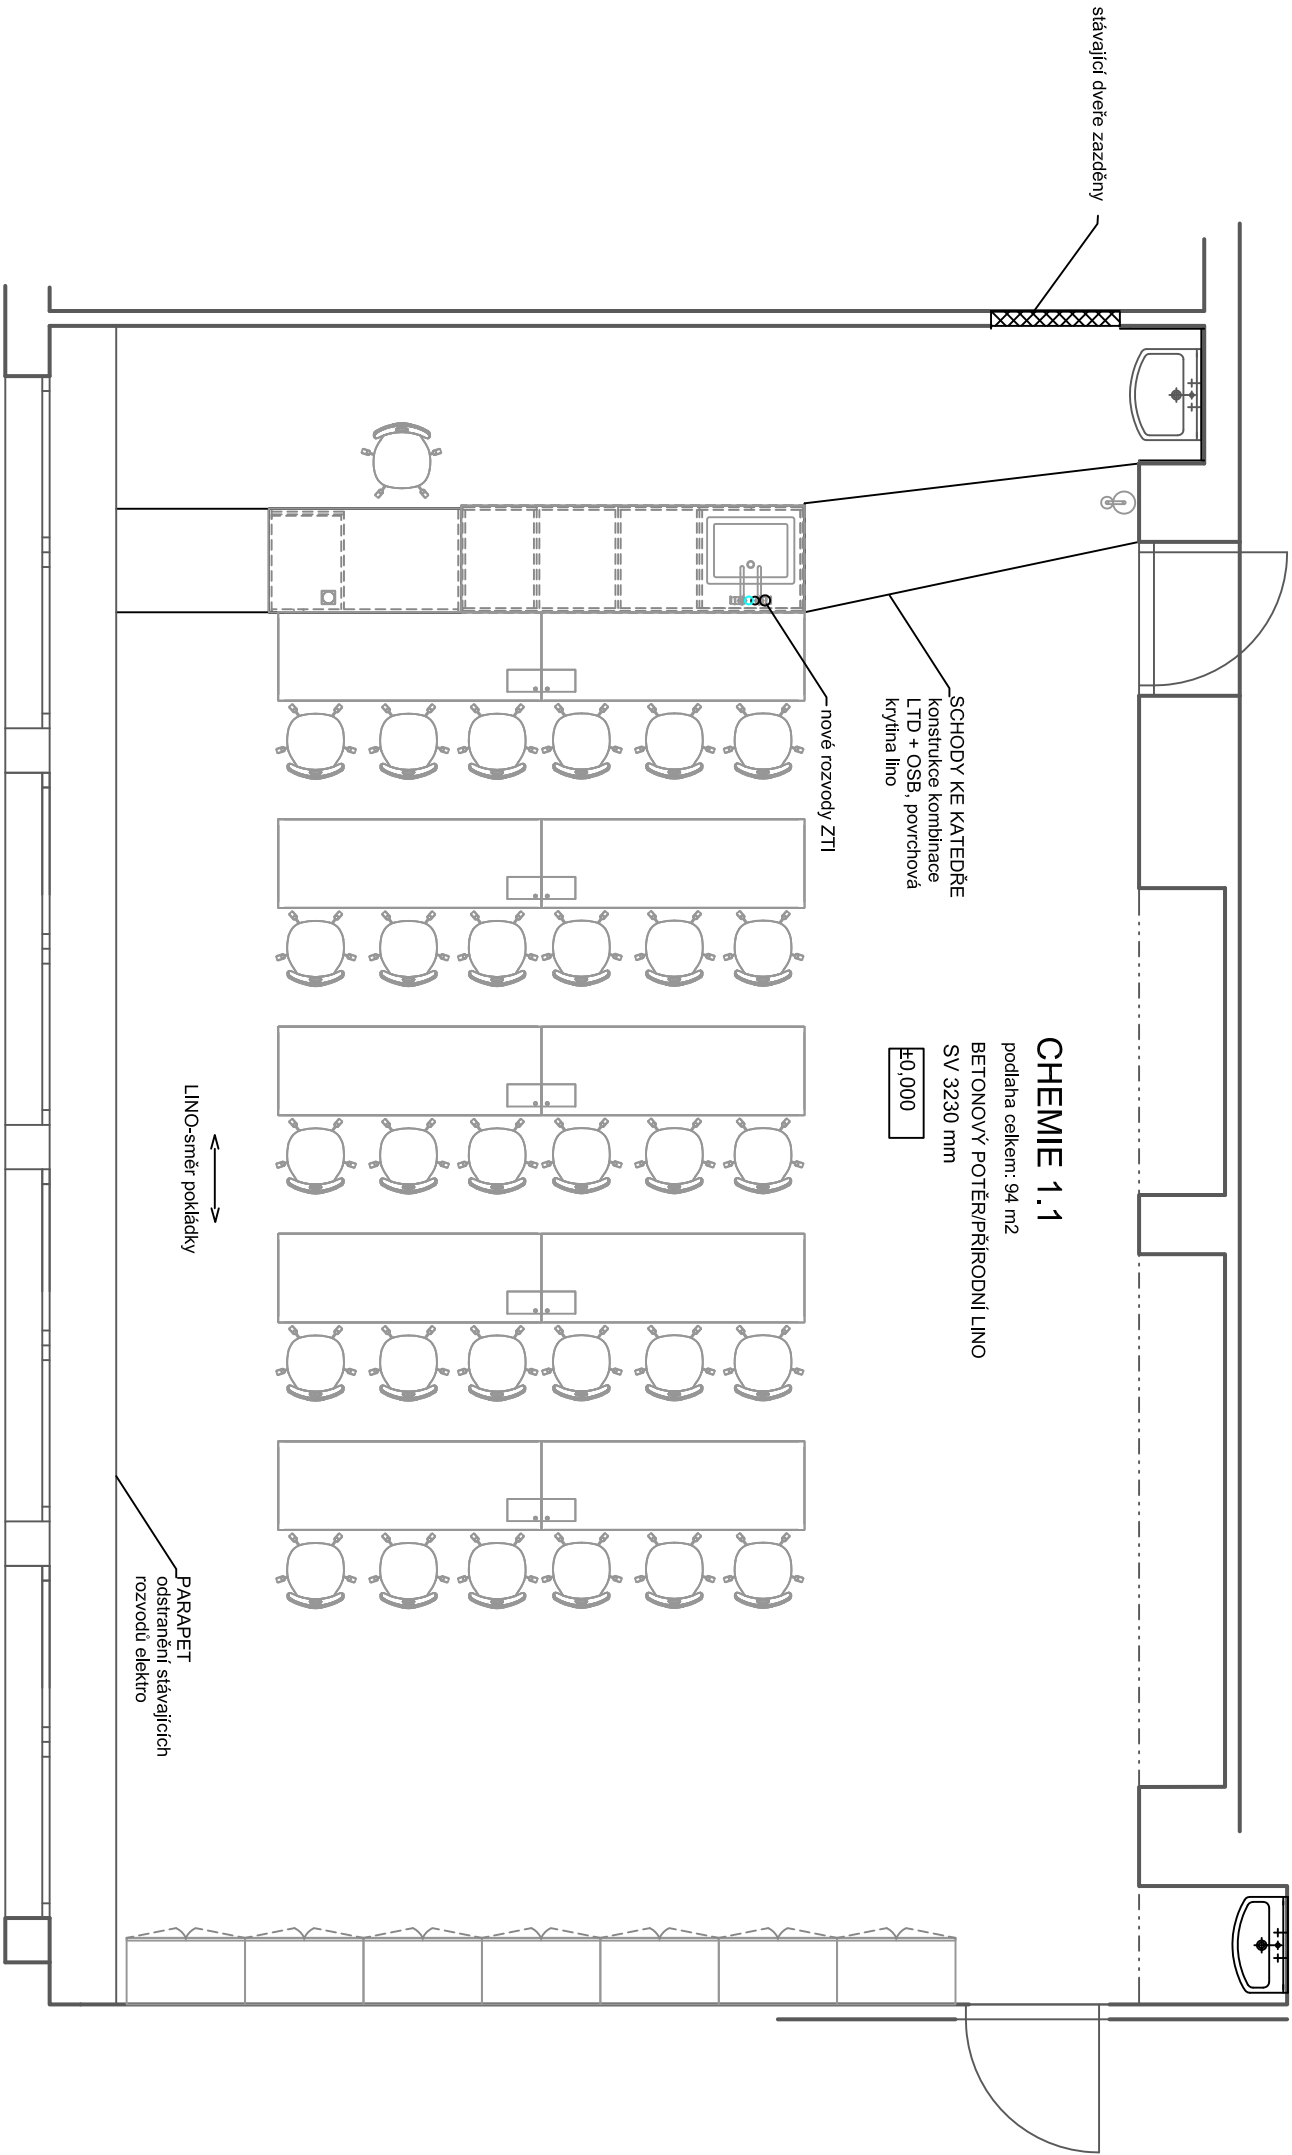 stávající dveře zazděny
SCHODY KE KATEDŘE
konstrukce kombinace
LTD + OSB, povrchová
krytina lino
nové rozvody ZTI
CHEMIE 1.1
podlaha celkem: 94 m2
BETONOVÝ POTĚR/PŘÍRODNÍ LINO
SV 3230 mm
±0,000
LINO-směr pokládky
PARAPET
odstranění stávajících
rozvodů elektro